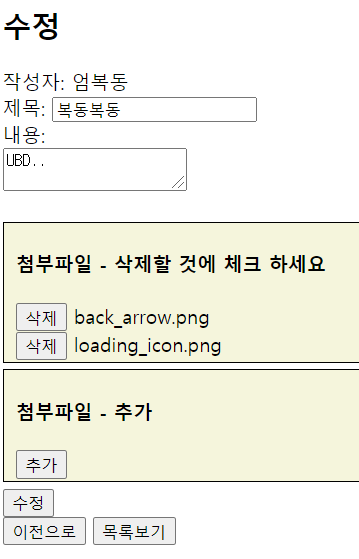 수정
작성자: 엄복동
제목: 복동복동
내용:
UBD..
첨부파일 - 삭제할 것에 체크 하세요
삭제 back_arrow.png
삭제 loading_icon.png
첨부파일 - 추가
추가
수정
이전으로 목록보기